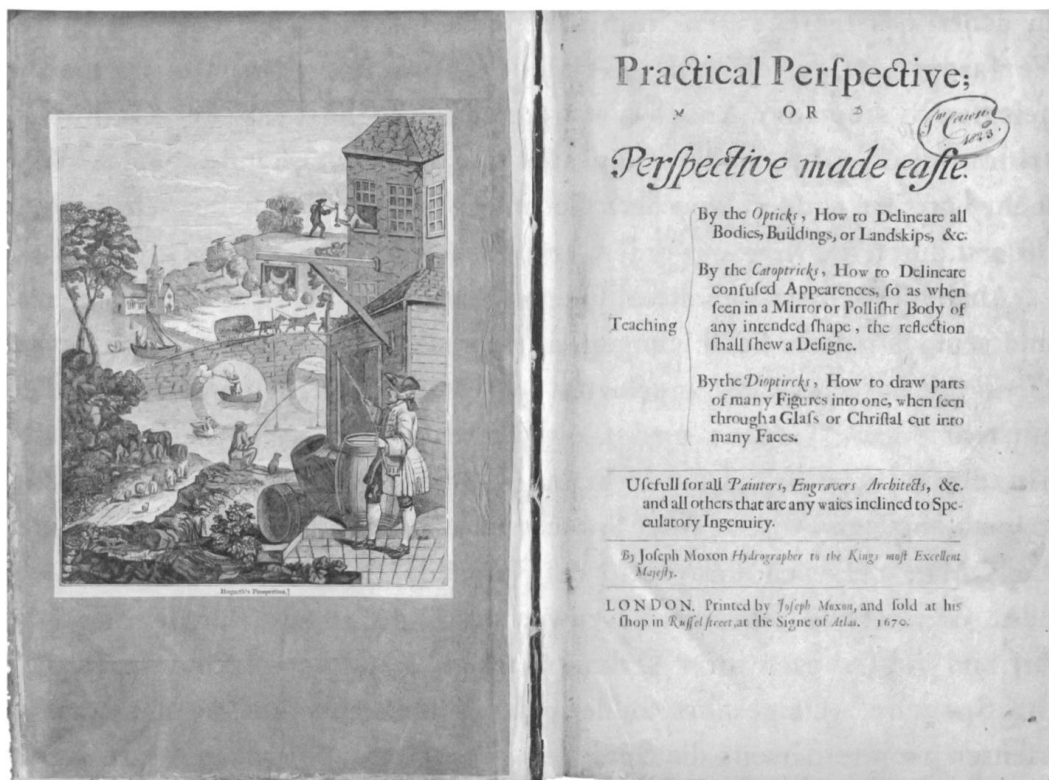 Hogarth's Perspective.]
Practical Perſpective;
OR
Perſpective made eaſie.
1823
Teaching
By the Opticks, How to Delineate all
Bodies, Buildings, or Landskips, &c.
By the Catoptricks, How to Delineate
confuſed Appearences, ſo as when
ſeen in a Mirror or Polliſht Body of
any intended ſhape, the reflection
ſhall ſhew a Deſigne.
By the Dioptricks, How to draw parts
of many Figures into one, when ſeen
through a Glaſs or Chriſtal cut into
many Faces.
Uſefull for all Painters, Engravers Architects, &c.
and all others that are any waies inclined to Spe-
culatory Ingenuity.
By Joſeph Moxon Hydrographer to the Kings moſt Excellent
Majeſty.
LONDON. Printed by Joſeph Moxon, and ſold at his
ſhop in Ruſſel ſtreet, at the Signe of Atlas. 1670.